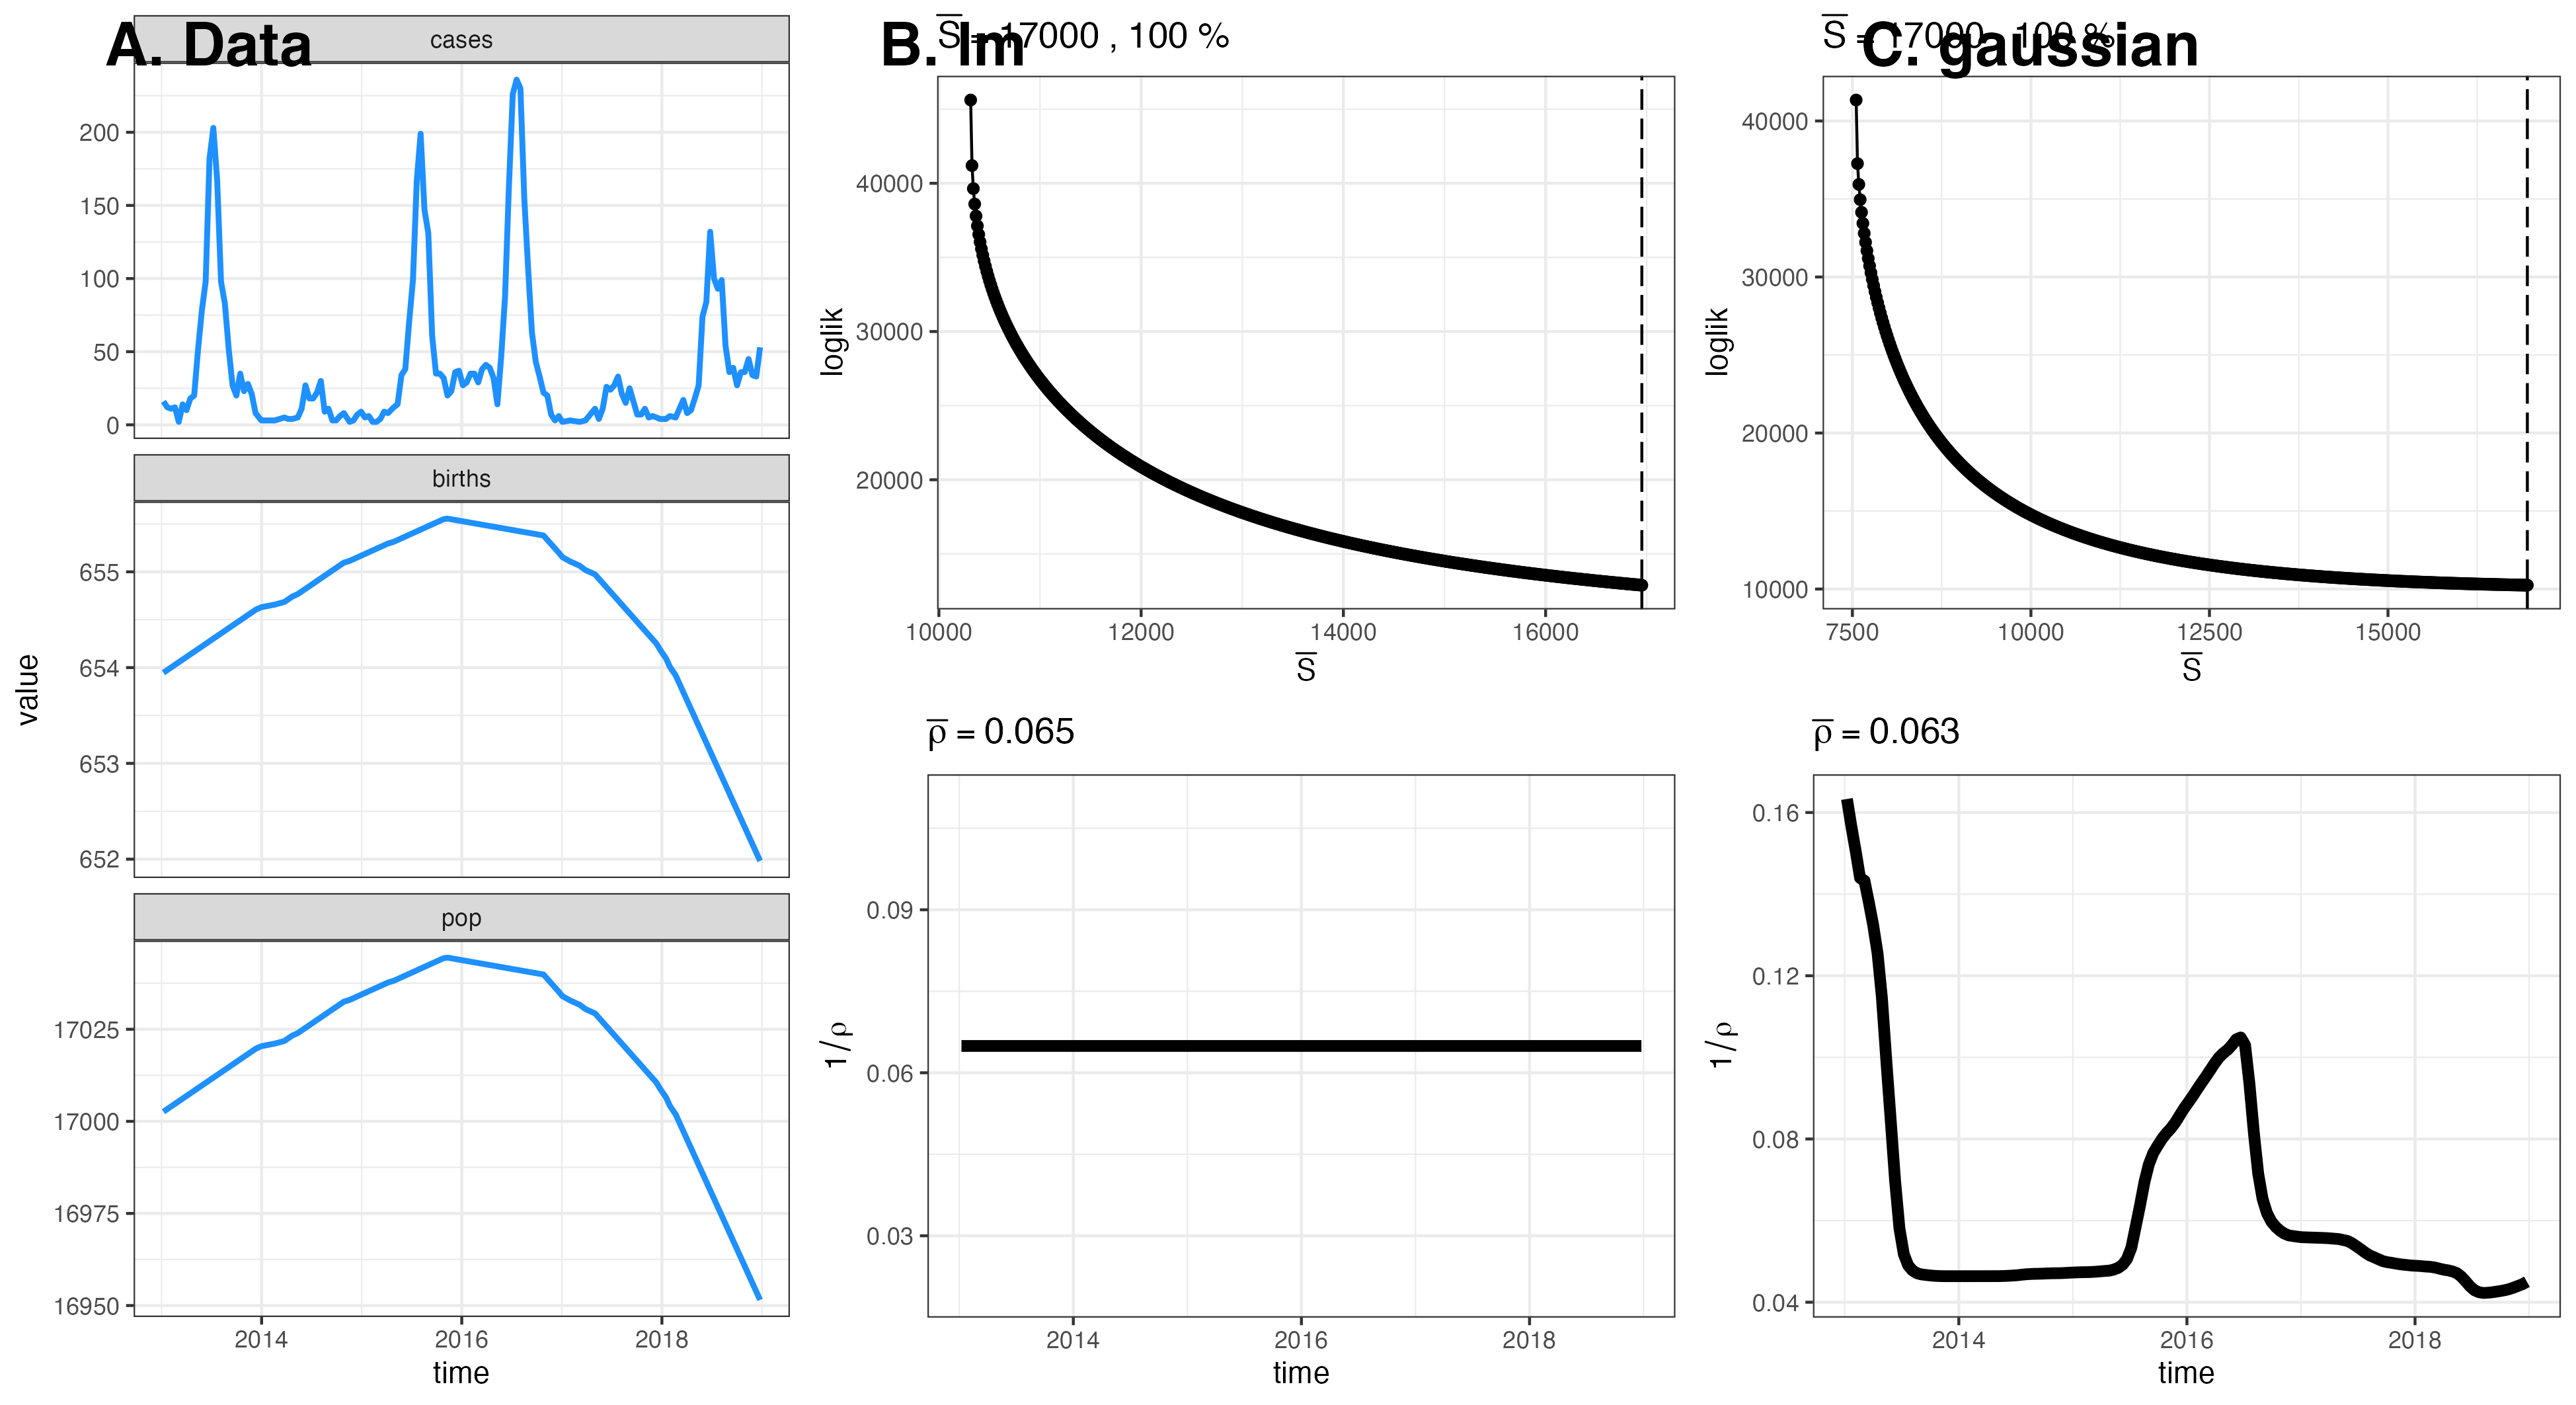 A. Data
cases
200
150
100
50
0
births
655
654
653
652
value
pop
17025
17000
16975
16950
2014 2016 2018
time
B. lm
S̅ = 17000 , 100 %
40000
30000
20000
loglik
10000 12000 14000 16000
S̅
ρ̅ = 0.065
0.09
0.06
0.03
1/ρ
2014 2016 2018
time
C. gaussian
S̅ = 17000 , 100 %
40000
30000
20000
10000
loglik
7500 10000 12500 15000
S̅
ρ̅ = 0.063
0.16
0.12
0.08
0.04
1/ρ
2014 2016 2018
time